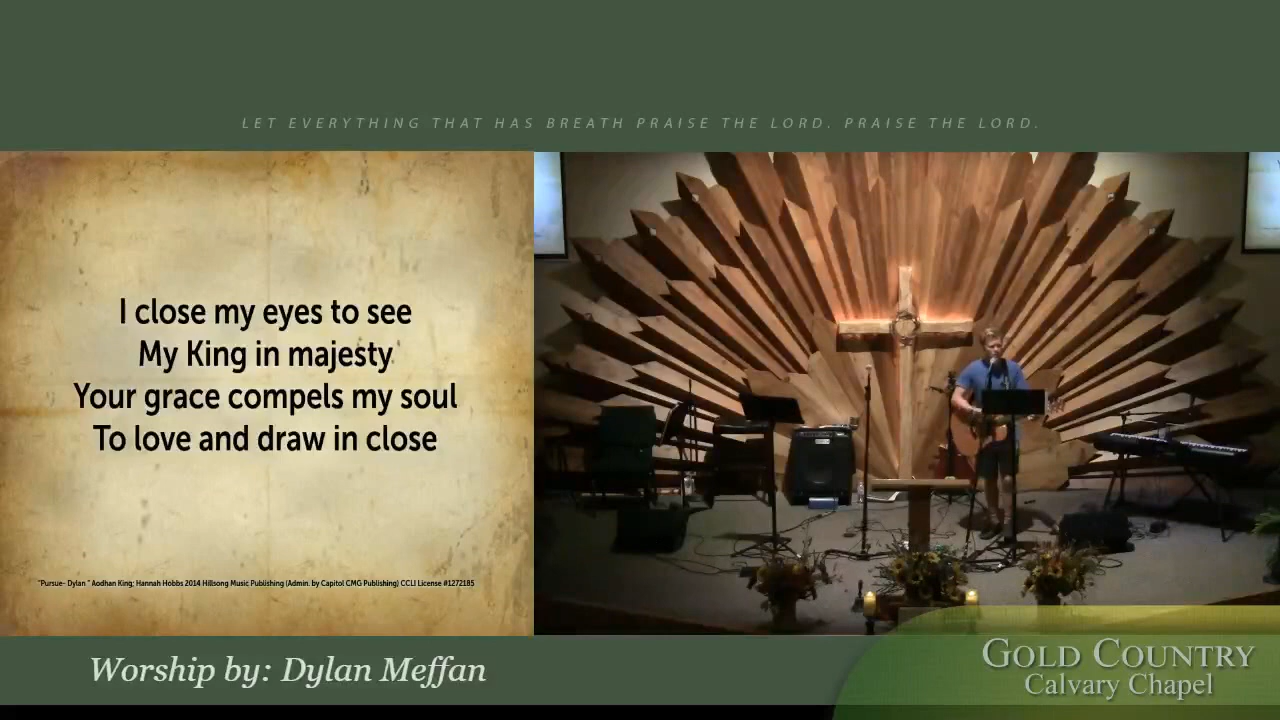 LET EVERYTHING THAT HAS BREATH PRAISE THE LORD. PRAISE THE LORD.
I close my eyes to see
My King in majesty
Your grace compels my soul
To love and draw in close
"Pursue- Dylan " Aodhan King; Hannah Hobbs 2014 Hillsong Music Publishing (Admin. by Capitol CMG Publishing) CCLI License #1272185
Worship by: Dylan Meffan
GOLD COUNTRY
Calvary Chapel